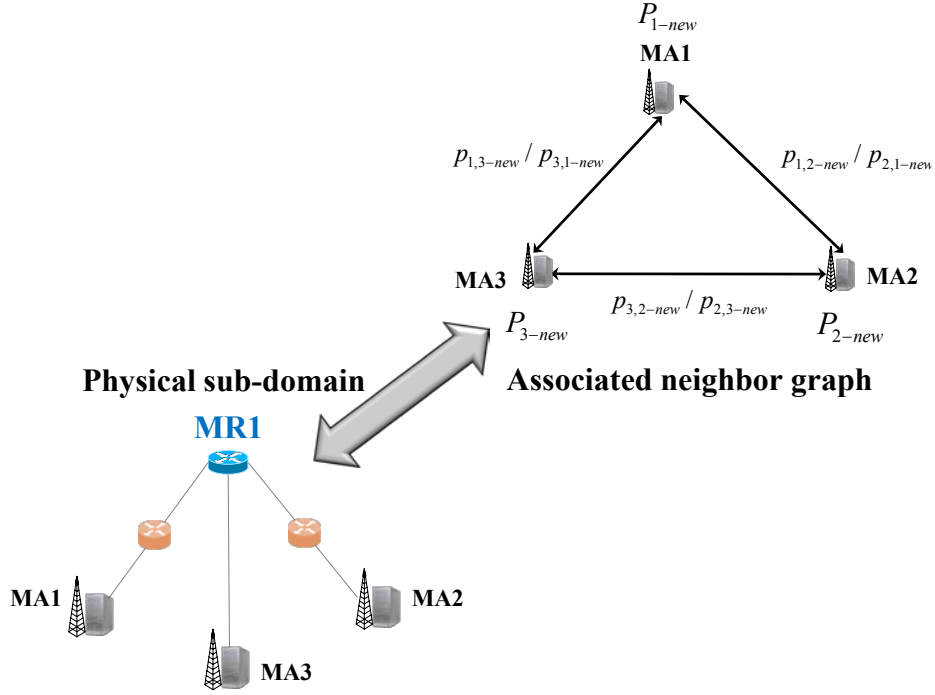 P1−new
MA1
p1,3−new / p3,1−new
p1,2−new / p2,1−new
MA3
MA2
p3,2−new / p2,3−new
P3−new
P2−new
Physical sub-domain
Associated neighbor graph
MR1
MA1
MA2
MA3